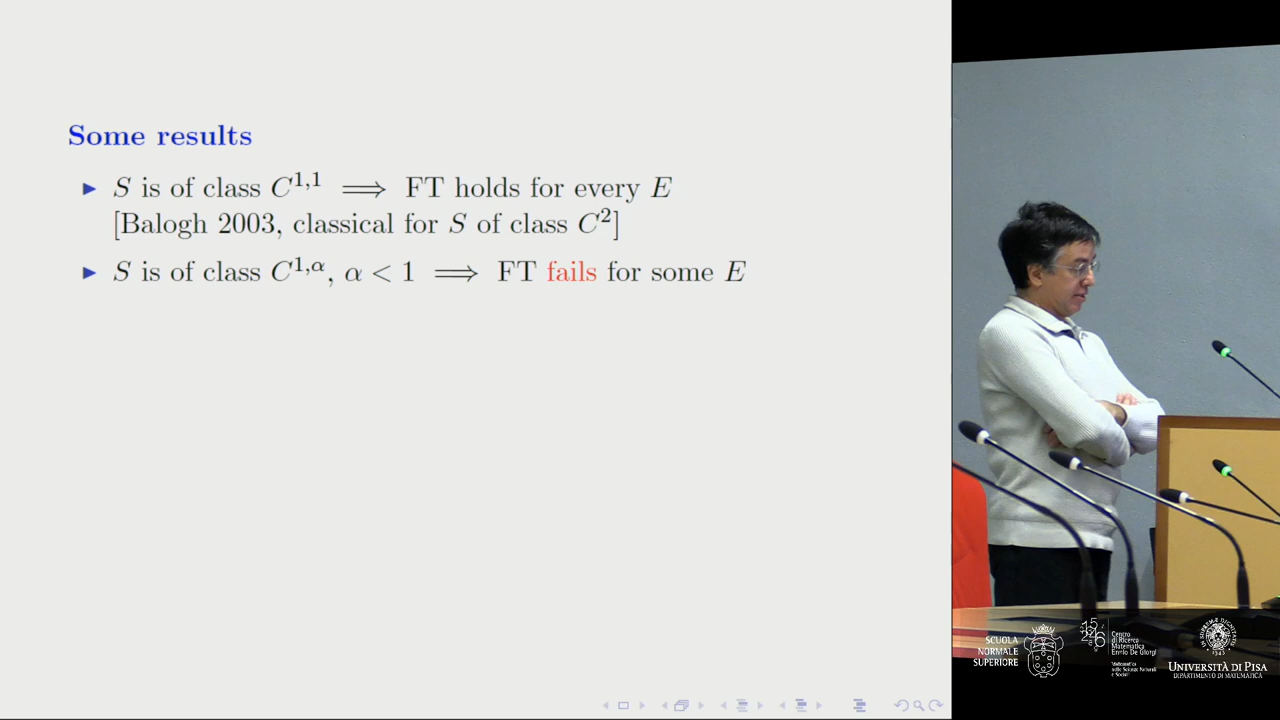 Some results
S is of class C^{1,1} ⟹ FT holds for every E
[Balogh 2003, classical for S of class C^2]
S is of class C^{1,α}, α < 1 ⟹ FT fails for some E
SCUOLA
NORMALE
SUPERIORE
Centro
di Ricerca
Matematica
Ennio De Giorgi
UNIVERSITÀ DI PISA
DIPARTIMENTO DI MATEMATICA